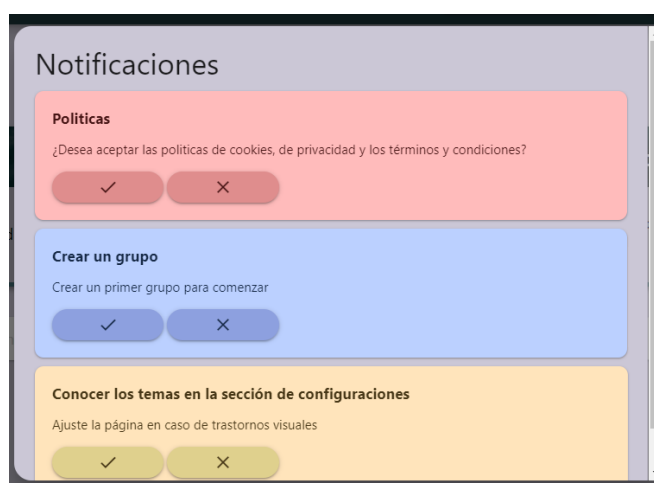 Notificaciones
Politicas
¿Desea aceptar las politicas de cookies, de privacidad y los términos y condiciones?
Crear un grupo
Crear un primer grupo para comenzar
Conocer los temas en la sección de configuraciones
Ajuste la página en caso de trastornos visuales